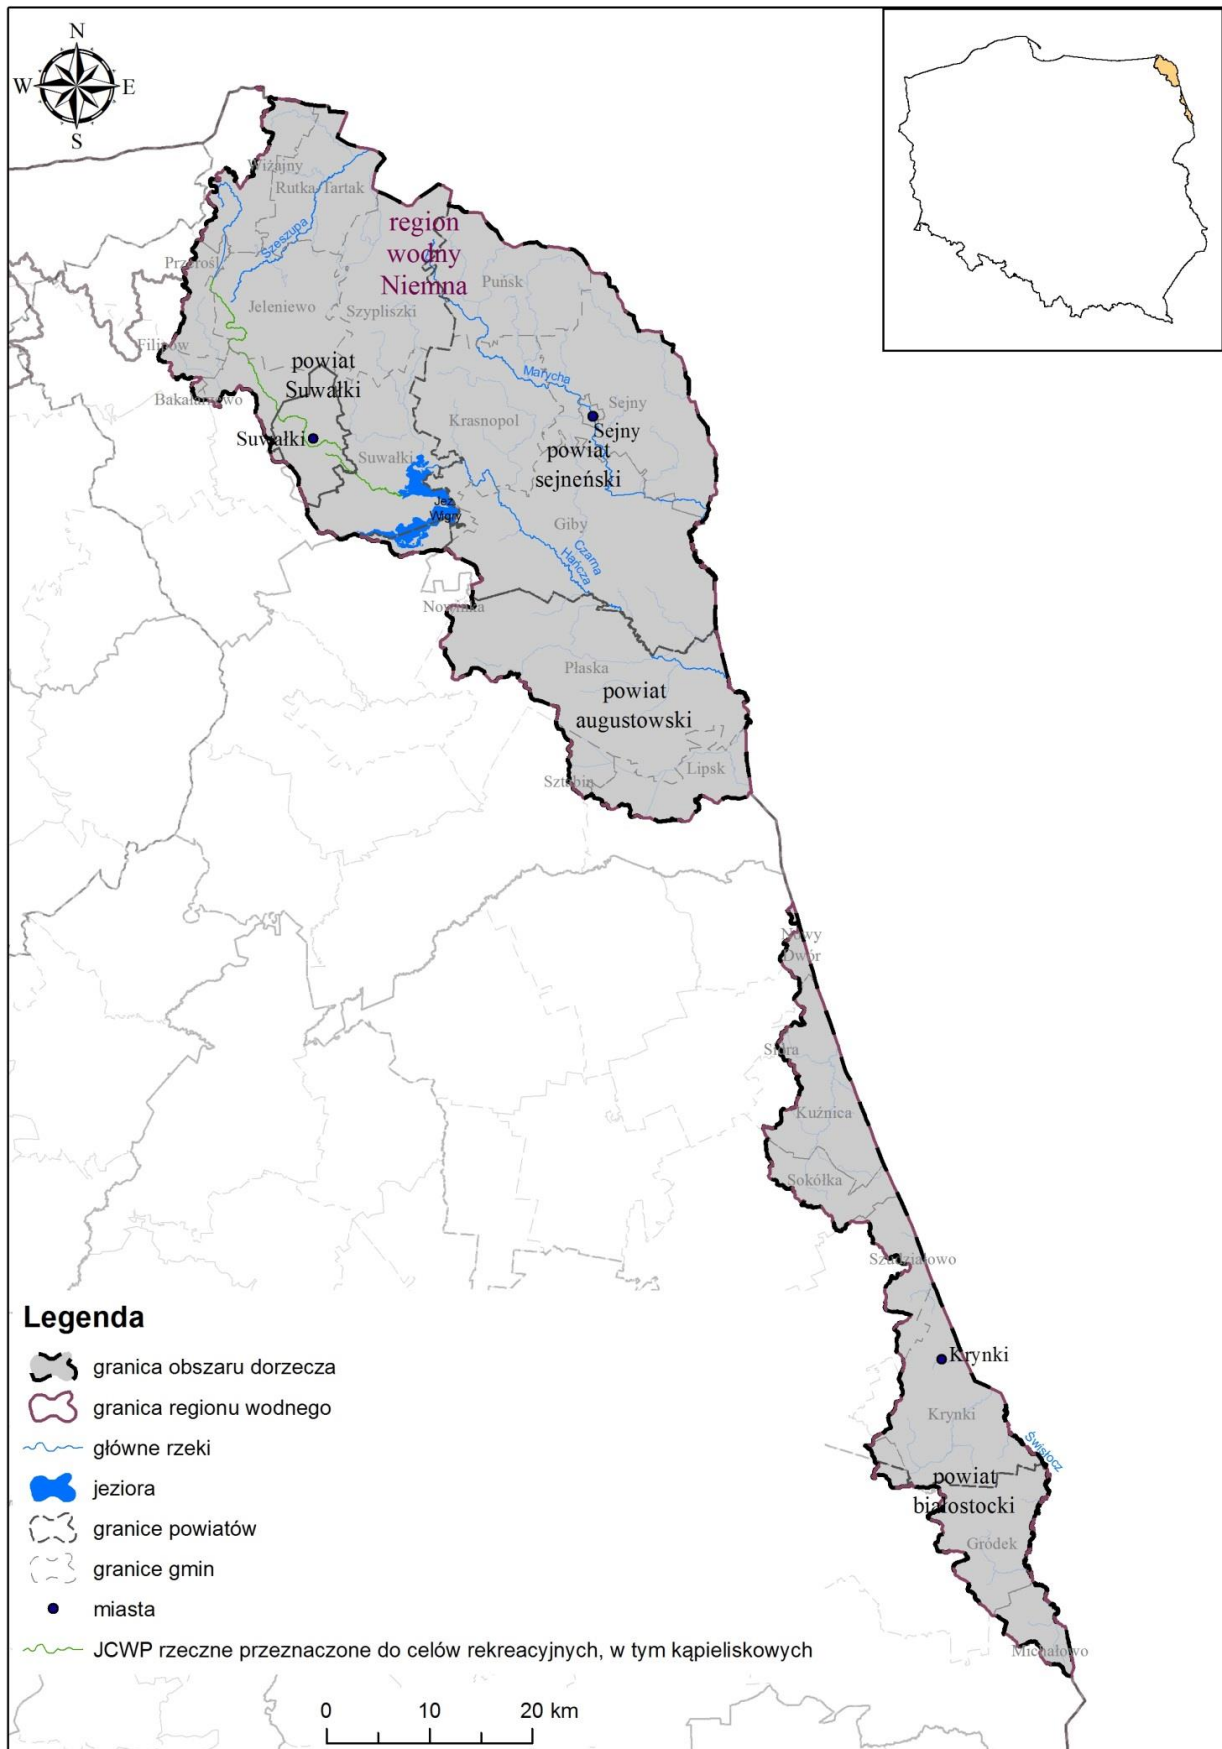 N
W
E
S
Wiżajny
Rutka-Tartak
Szeszupa
region
wodny
Niemna
Przerośl
Puńsk
Jeleniewo
Szypliszki
Filipów
powiat
Suwałki
Marycha
Bakałarzewo
Sejny
Krasnopol
Sejny
Suwałki
powiat
sejneński
Suwałki
Jez.
Wigry
Giby
Czarna
Hańcza
Nowinka
Płaska
powiat
augustowski
Lipsk
Sztabin
Nowy
Dwór
Sidra
Kuźnica
Sokółka
Szudziałowo
Krynki
Krynki
Świsłocz
powiat
białostocki
Gródek
Michałowo
Legenda
granica obszaru dorzecza
granica regionu wodnego
główne rzeki
jeziora
granice powiatów
granice gmin
miasta
JCWP rzeczne przeznaczone do celów rekreacyjnych, w tym kąpieliskowych
0 10 20 km